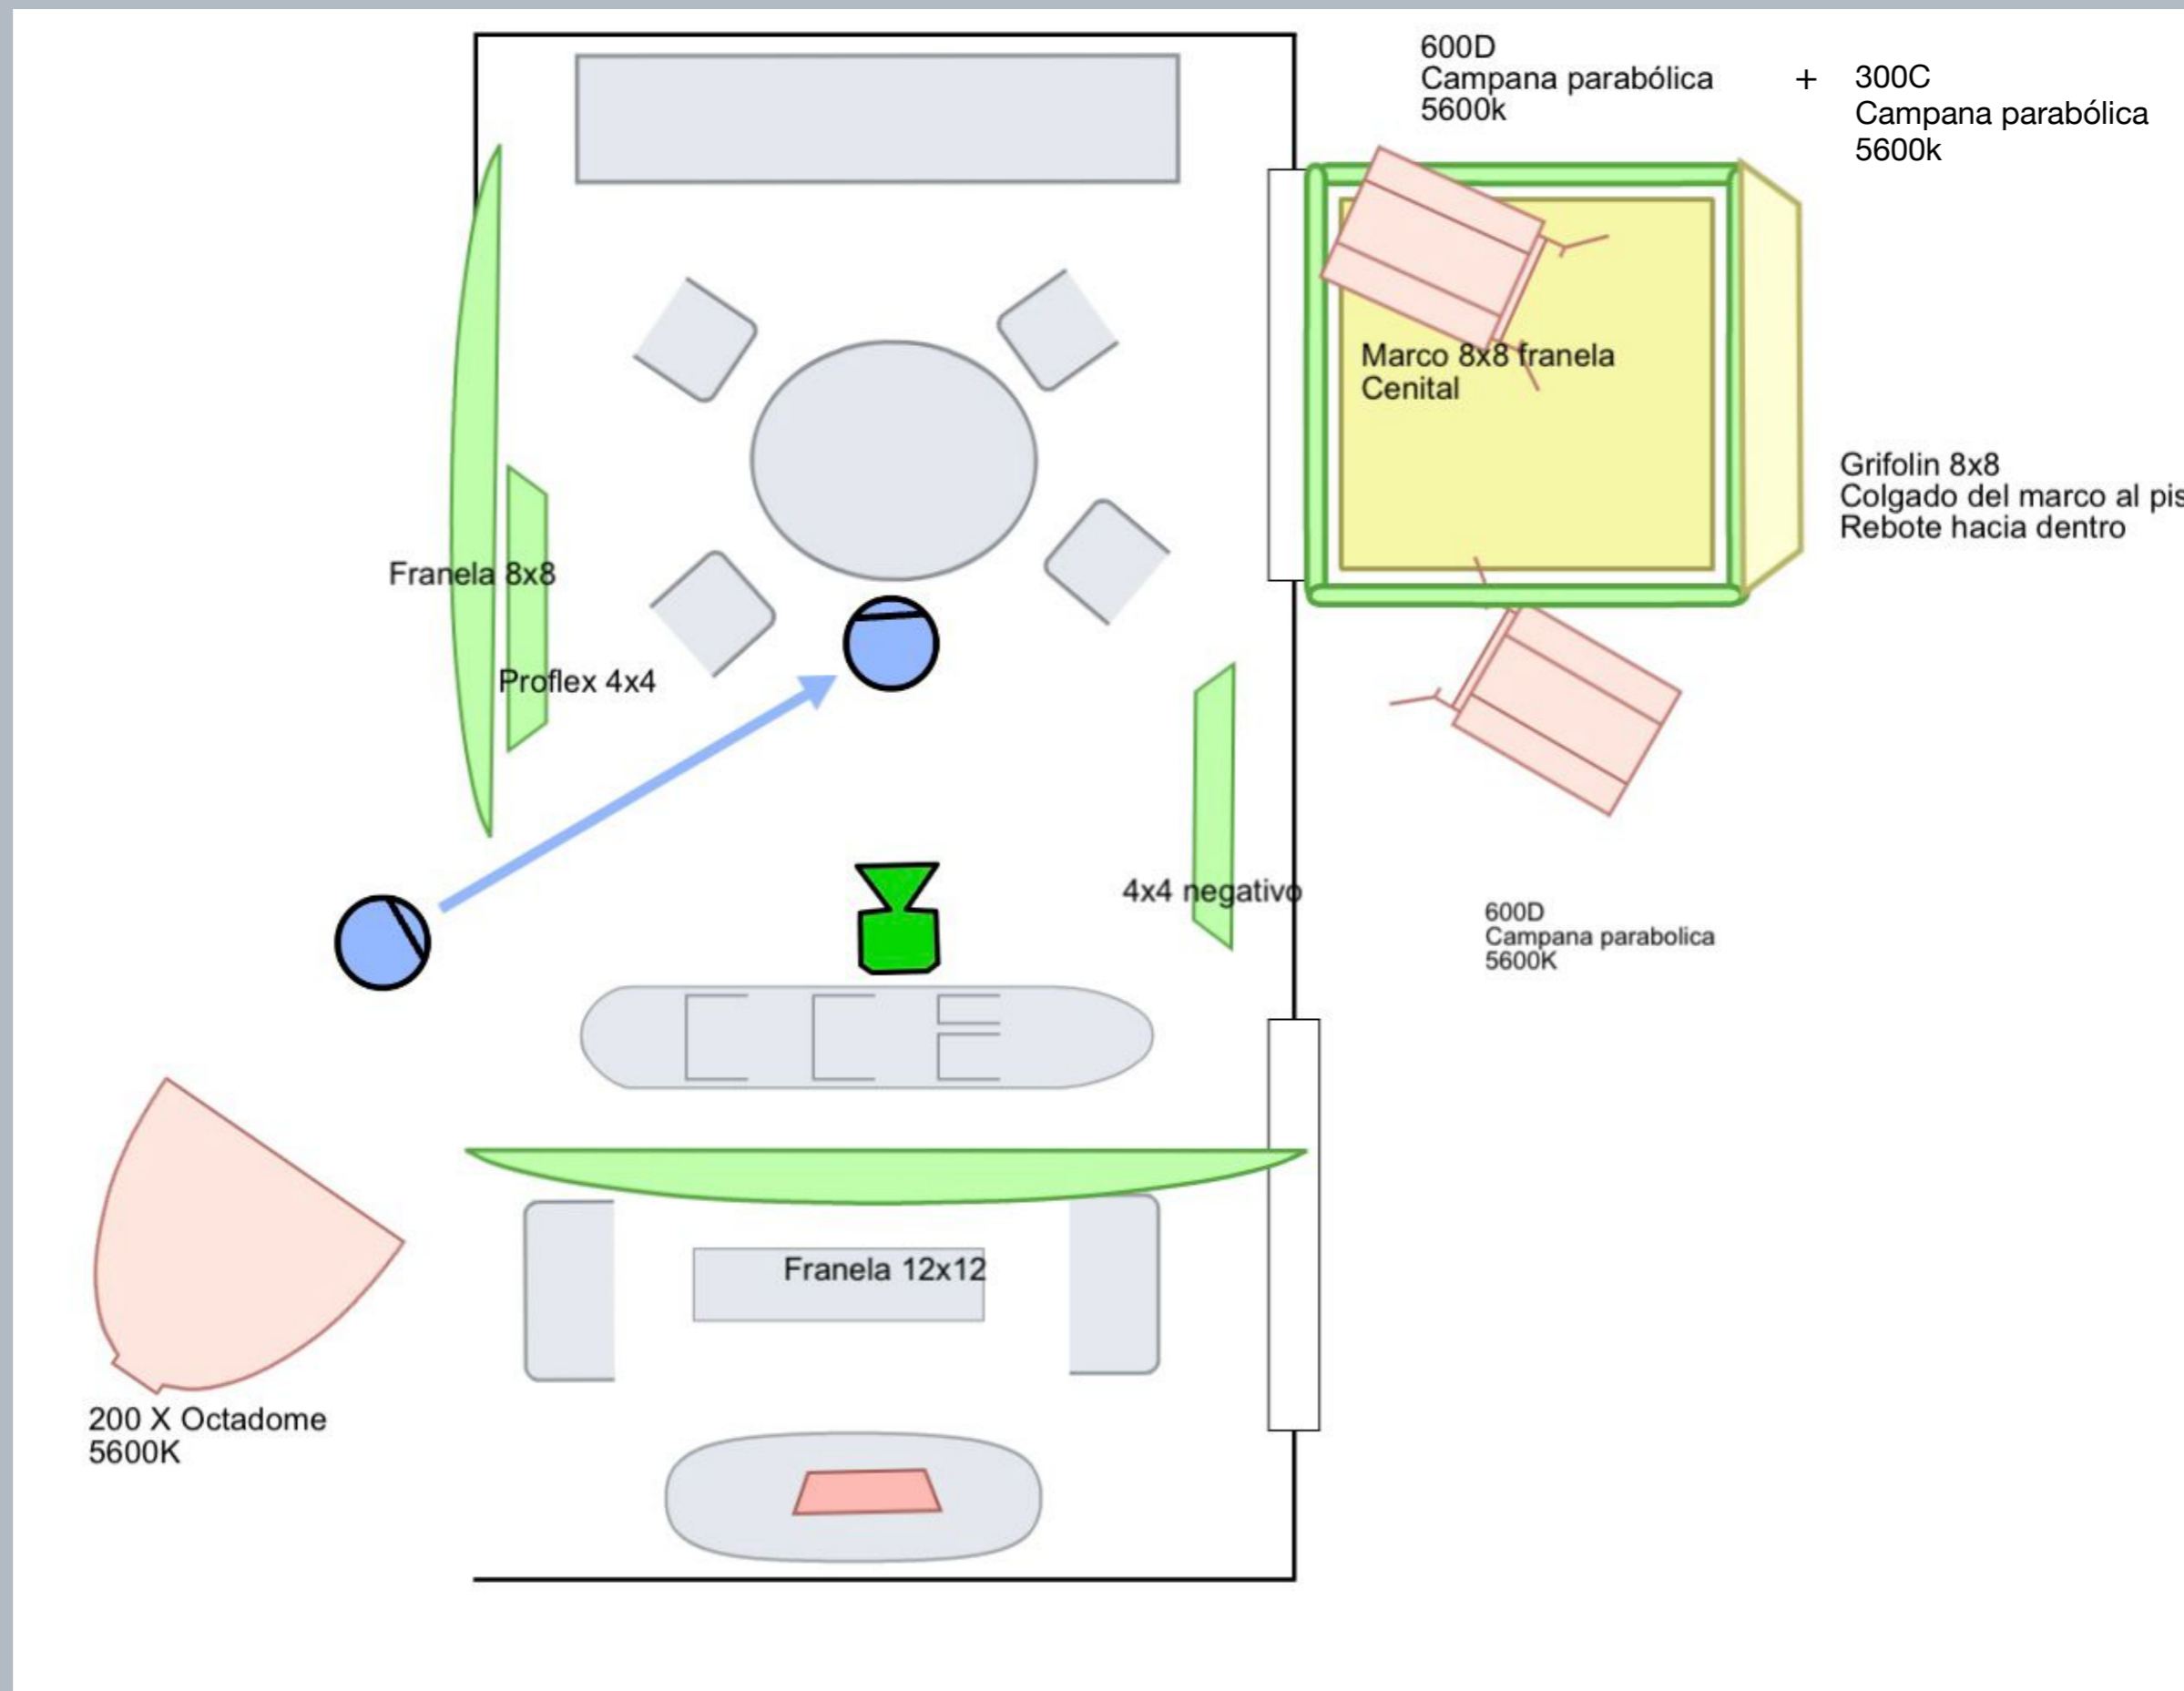 600D
Campana parabólica
5600k
+
300C
Campana parabólica
5600k
Marco 8x8 franela
Cenital
Grifolin 8x8
Colgado del marco al pis
Rebote hacia dentro
Franela 8x8
Proflex 4x4
4x4 negativo
600D
Campana parabolica
5600K
Franela 12x12
200 X Octadome
5600K